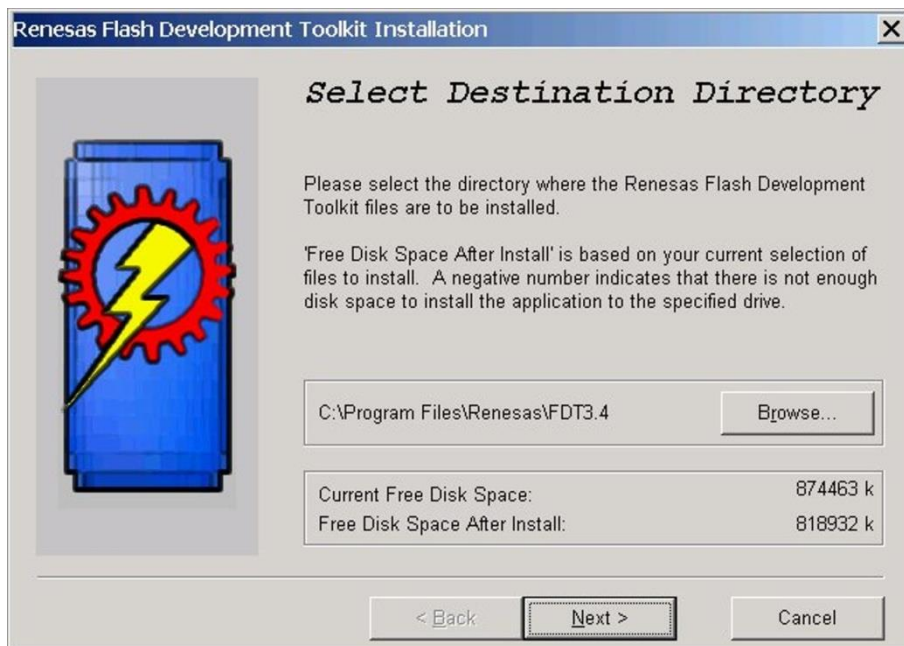 Renesas Flash Development Toolkit Installation
Select Destination Directory
Please select the directory where the Renesas Flash Development
Toolkit files are to be installed.
'Free Disk Space After Install' is based on your current selection of
files to install. A negative number indicates that there is not enough
disk space to install the application to the specified drive.
C:\Program Files\Renesas\FDT3.4 Browse...
Current Free Disk Space: 874463 k
Free Disk Space After Install: 818932 k
< Back Next > Cancel